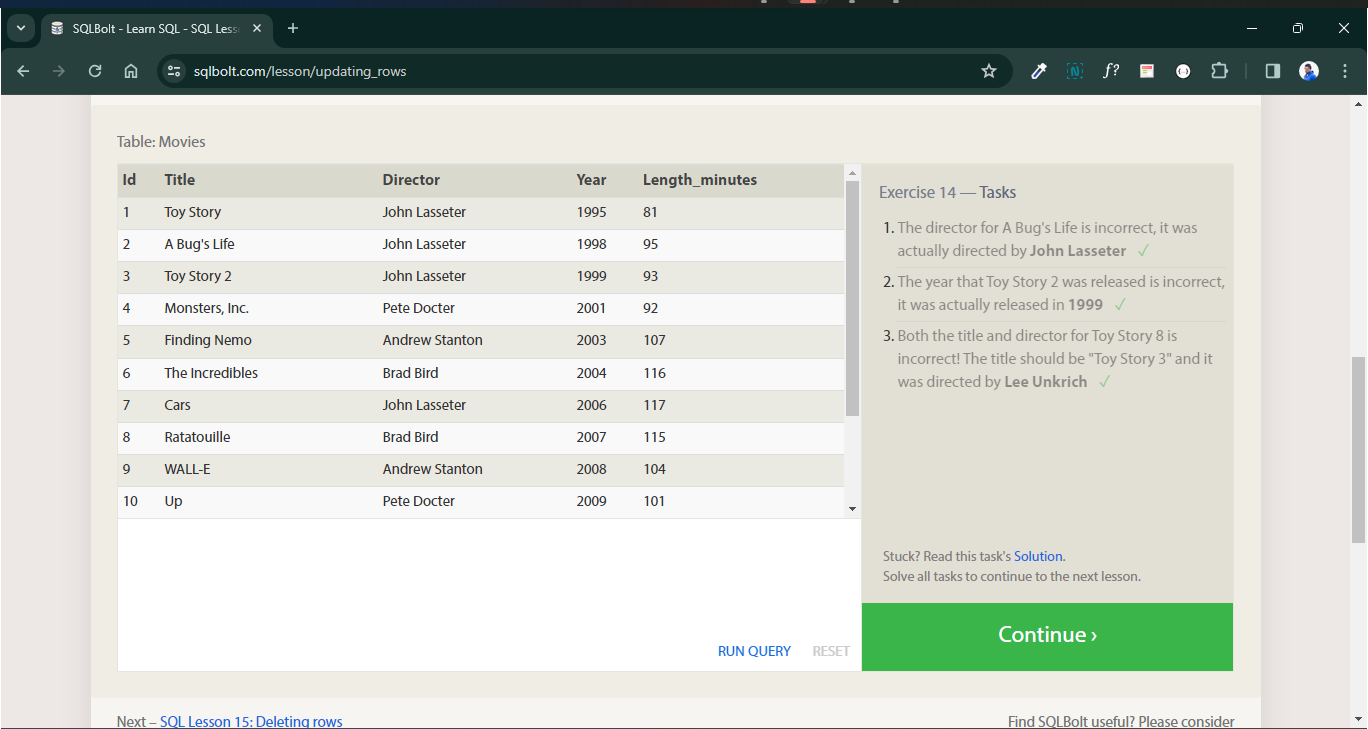 SQLBolt - Learn SQL - SQL Less
sqlbolt.com/lesson/updating_rows
f?
Table: Movies
Id Title Director Year Length_minutes
1 Toy Story John Lasseter 1995 81
2 A Bug's Life John Lasseter 1998 95
3 Toy Story 2 John Lasseter 1999 93
4 Monsters, Inc. Pete Docter 2001 92
5 Finding Nemo Andrew Stanton 2003 107
6 The Incredibles Brad Bird 2004 116
7 Cars John Lasseter 2006 117
8 Ratatouille Brad Bird 2007 115
9 WALL-E Andrew Stanton 2008 104
10 Up Pete Docter 2009 101
RUN QUERY RESET
Exercise 14 — Tasks
1. The director for A Bug's Life is incorrect, it was
actually directed by John Lasseter ✓
2. The year that Toy Story 2 was released is incorrect,
it was actually released in 1999 ✓
3. Both the title and director for Toy Story 8 is
incorrect! The title should be "Toy Story 3" and it
was directed by Lee Unkrich ✓
Stuck? Read this task's Solution.
Solve all tasks to continue to the next lesson.
Continue ›
Next – SQL Lesson 15: Deleting rows
Find SQLBolt useful? Please consider